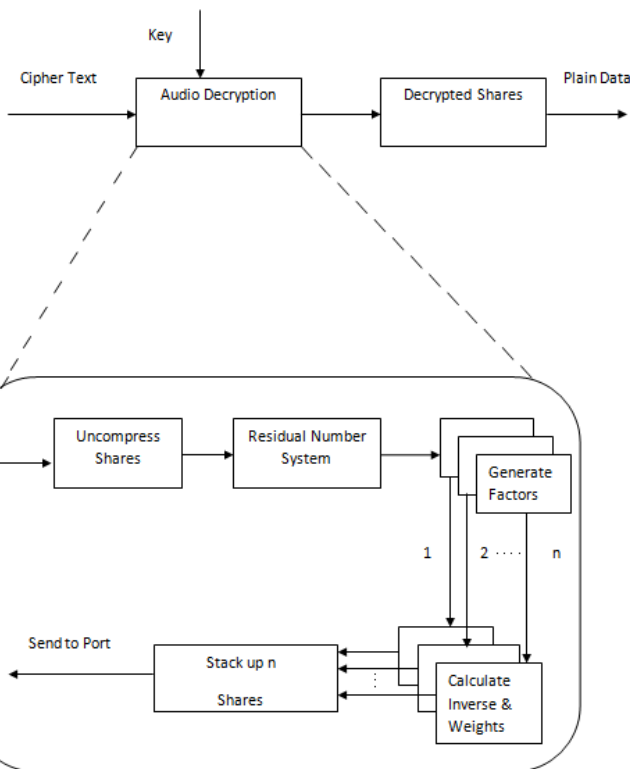 Key
Cipher Text
Audio Decryption
Decrypted Shares
Plain Data
Uncompress
Shares
Residual Number
System
Generate
Factors
1
2 ·····
n
Send to Port
Stack up n
Shares
Calculate
Inverse &
Weights